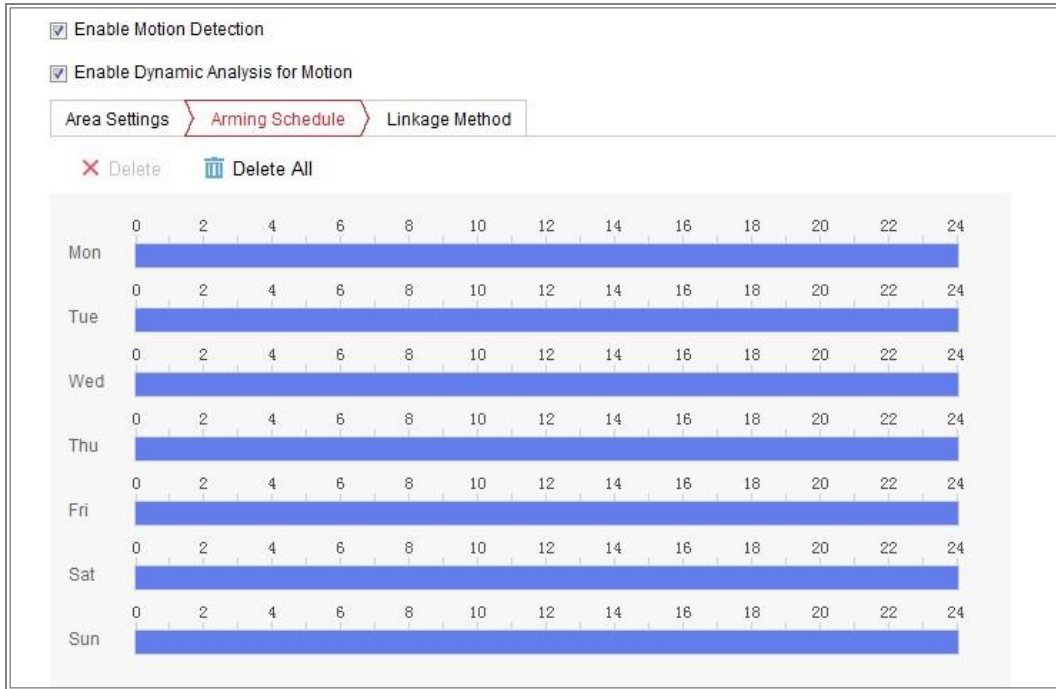 Enable Motion Detection
Enable Dynamic Analysis for Motion
Area Settings Arming Schedule Linkage Method
Delete Delete All
0 2 4 6 8 10 12 14 16 18 20 22 24
Mon
0 2 4 6 8 10 12 14 16 18 20 22 24
Tue
0 2 4 6 8 10 12 14 16 18 20 22 24
Wed
0 2 4 6 8 10 12 14 16 18 20 22 24
Thu
0 2 4 6 8 10 12 14 16 18 20 22 24
Fri
0 2 4 6 8 10 12 14 16 18 20 22 24
Sat
0 2 4 6 8 10 12 14 16 18 20 22 24
Sun